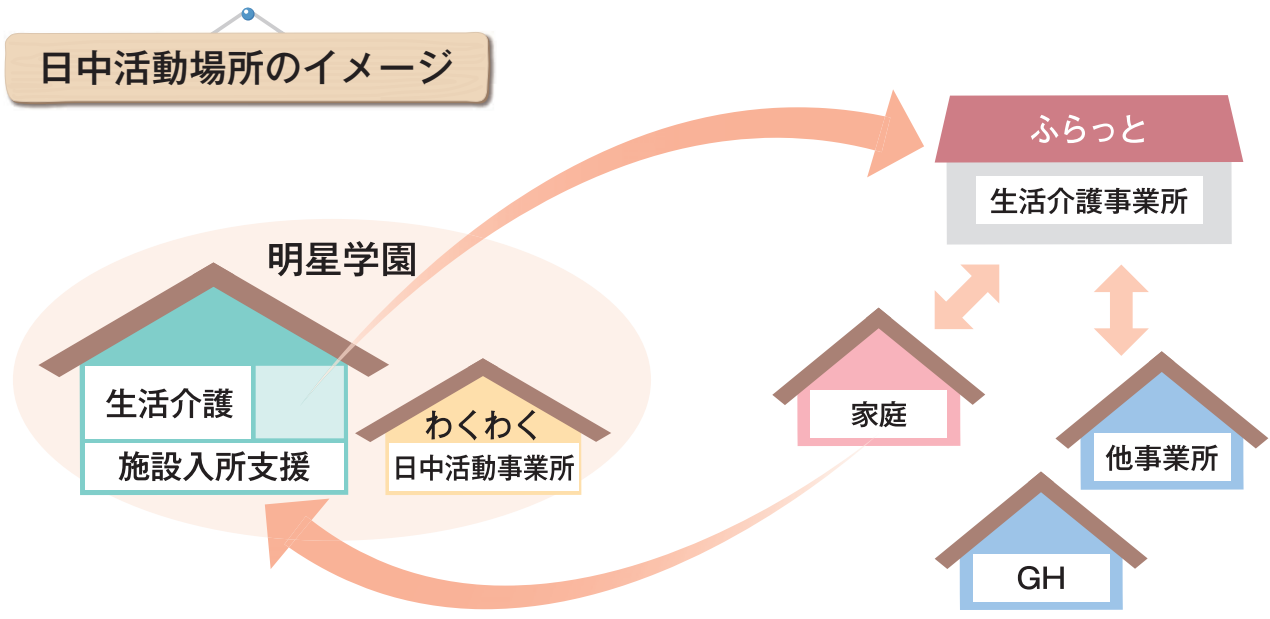 日中活動場所のイメージ
ふらっと
生活介護事業所
明星学園
生活介護
施設入所支援
わくわく
日中活動事業所
家庭
他事業所
GH